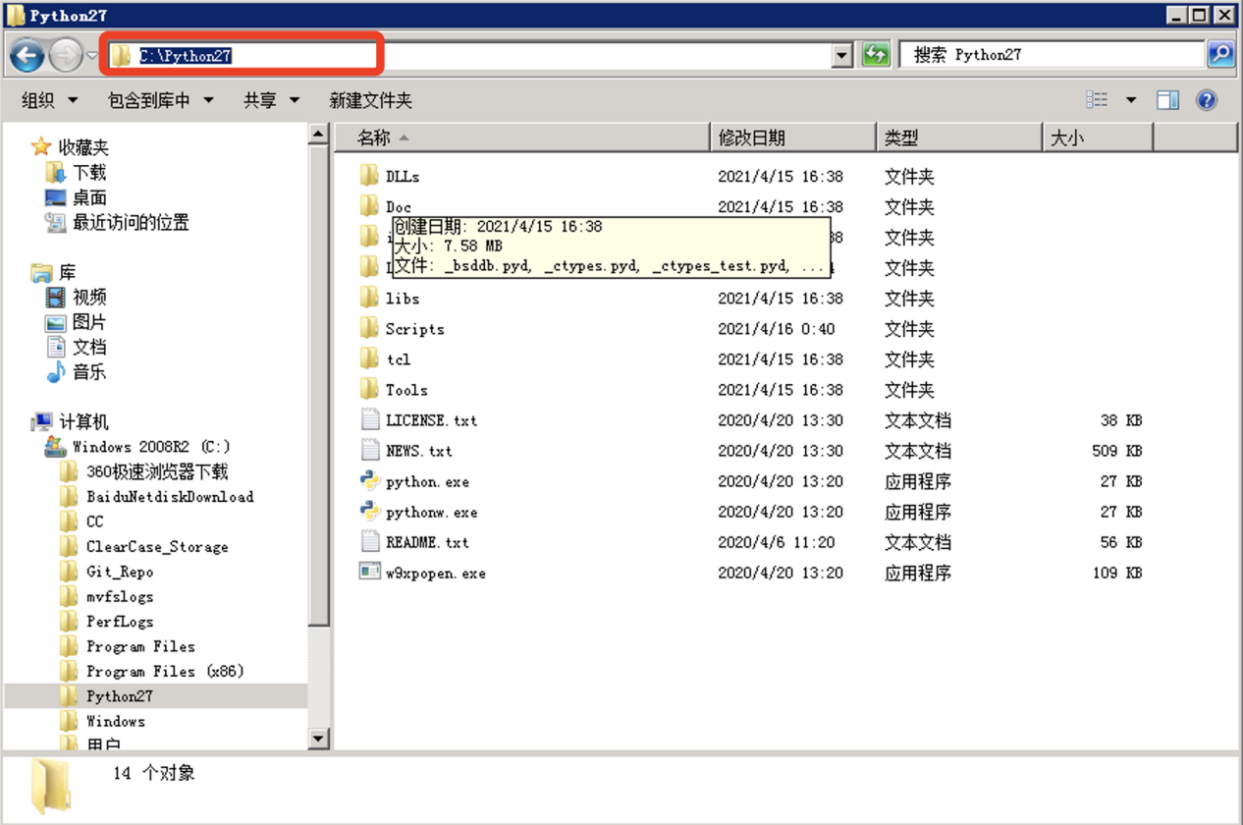 Python27
C:\Python27
搜索 Python27
组织 包含到库中 共享 新建文件夹
收藏夹
下载
桌面
最近访问的位置
库
视频
图片
文档
音乐
计算机
Windows 2008R2 (C:)
360极速浏览器下载
BaiduNetdiskDownload
CC
ClearCase_Storage
Git_Repo
mvfslogs
PerfLogs
Program Files
Program Files (x86)
Python27
Windows
用户
名称 修改日期 类型 大小
DLLs 2021/4/15 16:38 文件夹
Doc 2021/4/15 16:38 文件夹
创建日期: 2021/4/15 16:38
大小: 7.58 MB
文件: _bsddb.pyd, _ctypes.pyd, _ctypes_test.pyd, ...
文件夹
文件夹
libs 2021/4/15 16:38 文件夹
Scripts 2021/4/16 0:40 文件夹
tcl 2021/4/15 16:38 文件夹
Tools 2021/4/15 16:38 文件夹
LICENSE.txt 2020/4/20 13:30 文本文档 38 KB
NEWS.txt 2020/4/20 13:30 文本文档 509 KB
python.exe 2020/4/20 13:20 应用程序 27 KB
pythonw.exe 2020/4/20 13:20 应用程序 27 KB
README.txt 2020/4/6 11:20 文本文档 56 KB
w9xpopen.exe 2020/4/20 13:20 应用程序 109 KB
14 个对象